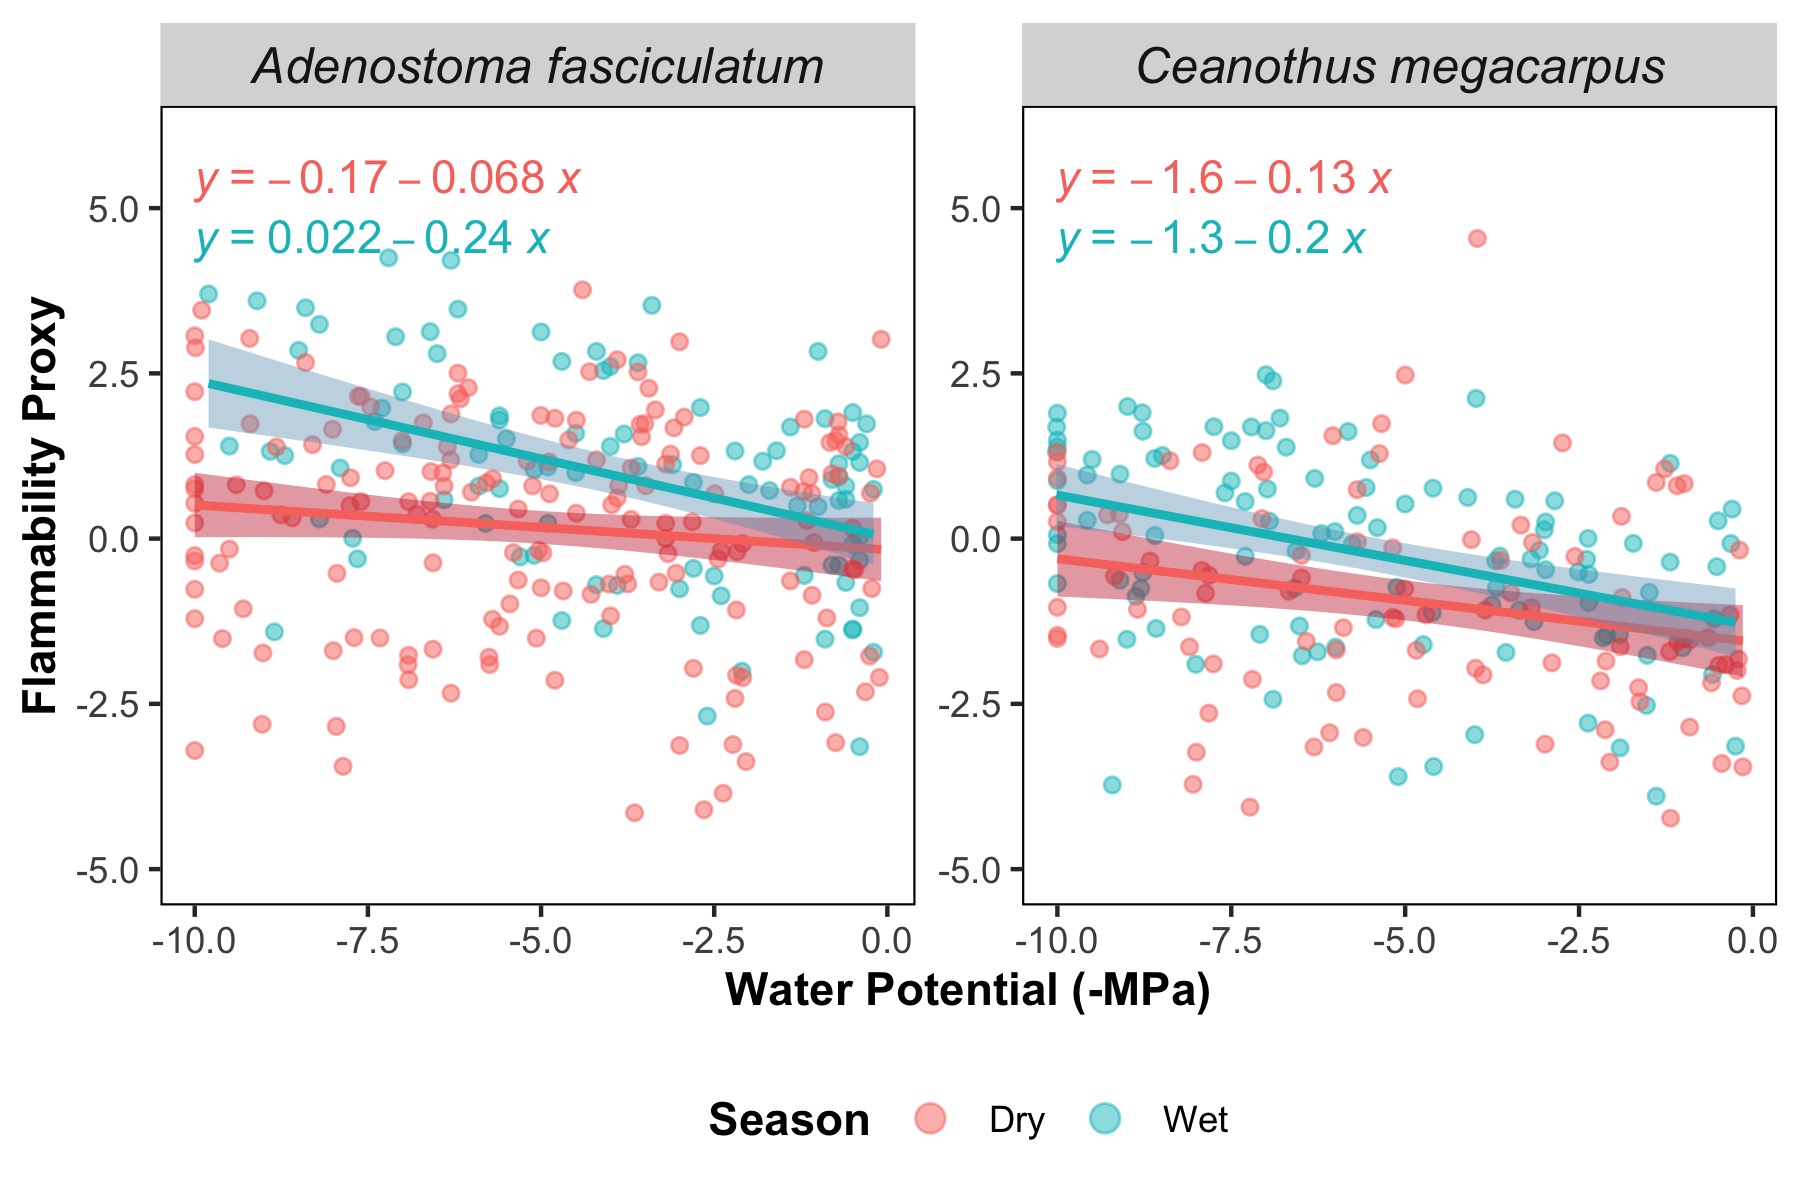 Adenostoma fasciculatum
Ceanothus megacarpus
y = – 0.17 – 0.068 x
y = 0.022 – 0.24 x
y = – 1.6 – 0.13 x
y = – 1.3 – 0.2 x
Flammability Proxy
5.0
2.5
0.0
-2.5
-5.0
5.0
2.5
0.0
-2.5
-5.0
-10.0 -7.5 -5.0 -2.5 0.0
-10.0 -7.5 -5.0 -2.5 0.0
Water Potential (-MPa)
Season Dry Wet